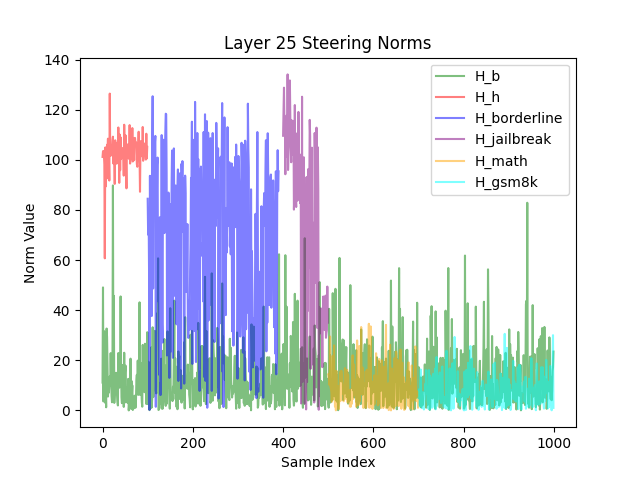 Layer 25 Steering Norms
140
120
100
80
60
40
20
0
Norm Value
0
200
400
600
800
1000
Sample Index
H_b
H_h
H_borderline
H_jailbreak
H_math
H_gsm8k